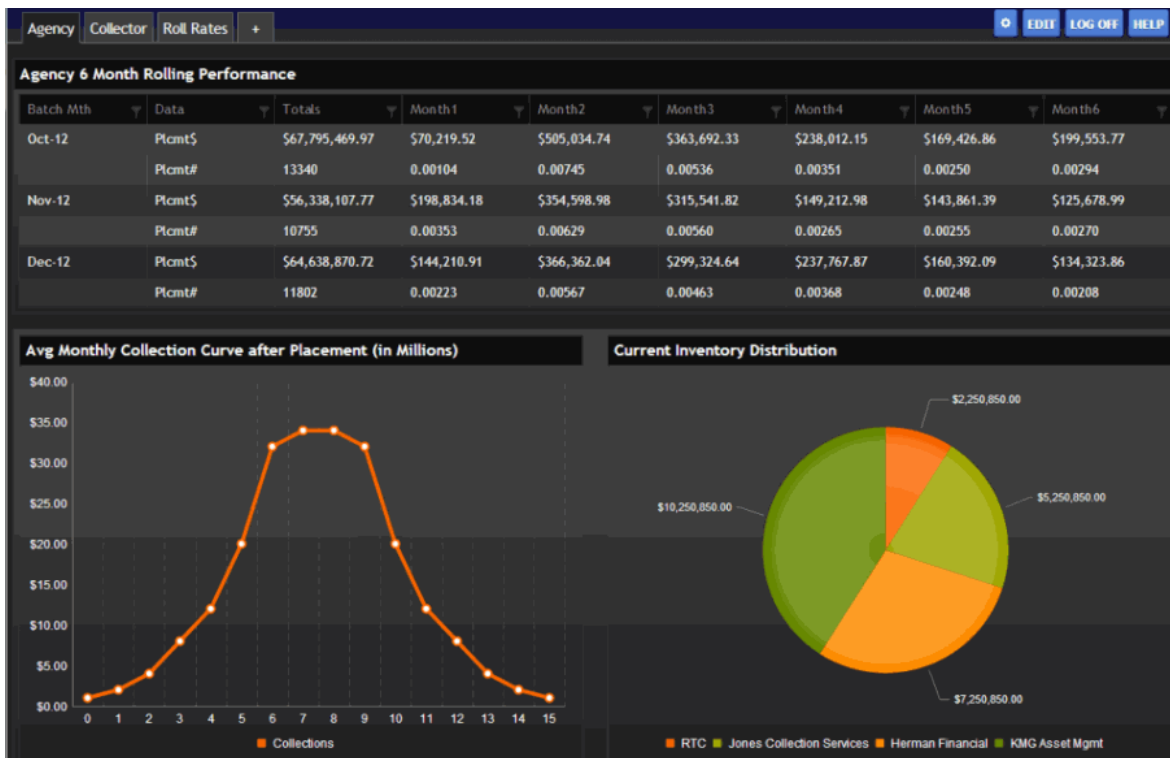 Agency Collector Roll Rates + EDIT LOG OFF HELP
Agency 6 Month Rolling Performance
Batch Mth Data Totals Month1 Month2 Month3 Month4 Month5 Month6
Oct-12 Plcmt$ $67,795,469.97 $70,219.52 $505,034.74 $363,692.33 $238,012.15 $169,426.86 $199,553.77
Plcmt# 13340 0.00104 0.00745 0.00536 0.00351 0.00250 0.00294
Nov-12 Plcmt$ $56,338,107.77 $198,834.18 $354,598.98 $315,541.82 $149,212.98 $143,861.39 $125,678.99
Plcmt# 10755 0.00353 0.00629 0.00560 0.00265 0.00255 0.00270
Dec-12 Plcmt$ $64,638,870.72 $144,210.91 $366,362.04 $299,324.64 $237,767.87 $160,392.09 $134,323.86
Plcmt# 11802 0.00223 0.00567 0.00463 0.00368 0.00248 0.00208
Avg Monthly Collection Curve after Placement (in Millions)
$40.00
$35.00
$30.00
$25.00
$20.00
$15.00
$10.00
$5.00
$0.00
0 1 2 3 4 5 6 7 8 9 10 11 12 13 14 15
Collections
Current Inventory Distribution
$2,250,850.00
$5,250,850.00
$10,250,850.00
$7,250,850.00
RTC Jones Collection Services Herman Financial KMG Asset Mgmt